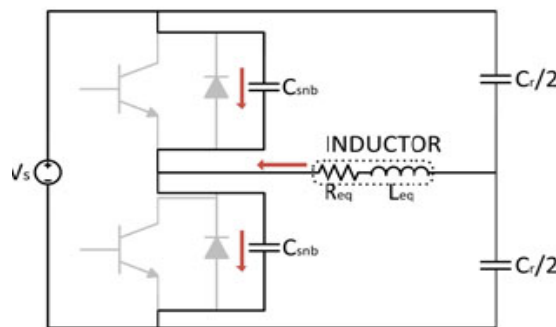 Csnb
Cr/2
INDUCTOR
Vs
Req
Leq
Csnb
Cr/2